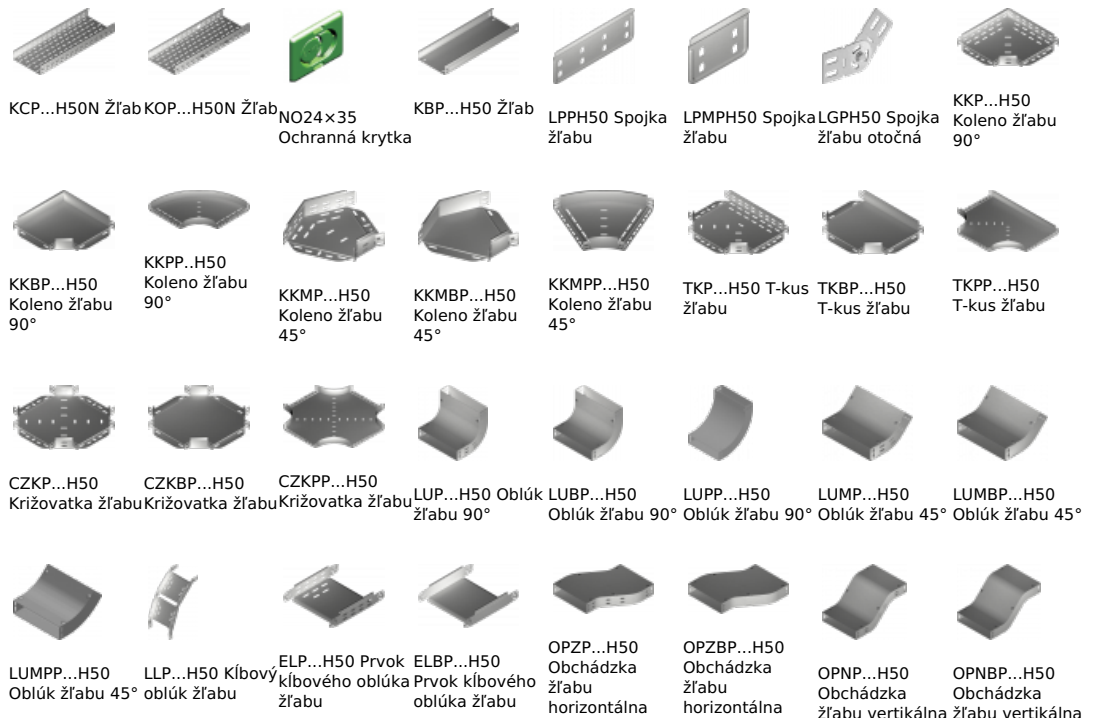 KCP...H50N Žľab
KOP...H50N Žľab
NO24×35
Ochranná krytka
KBP...H50 Žľab
LPPH50 Spojka
žľabu
LPMPH50 Spojka
žľabu
LGPH50 Spojka
žľabu otočná
KKP...H50
Koleno žľabu
90°
KKBP...H50
Koleno žľabu
90°
KKPP..H50
Koleno žľabu
90°
KKMP...H50
Koleno žľabu
45°
KKMBP...H50
Koleno žľabu
45°
KKMPP...H50
Koleno žľabu
45°
TKP...H50 T-kus
žľabu
TKBP...H50
T-kus žľabu
TKPP...H50
T-kus žľabu
CZKP...H50
Križovatka žľabu
CZKBP...H50
Križovatka žľabu
CZKPP...H50
Križovatka žľabu
LUP...H50 Oblúk
žľabu 90°
LUBP...H50
Oblúk žľabu 90°
LUPP...H50
Oblúk žľabu 90°
LUMP...H50
Oblúk žľabu 45°
LUMBP...H50
Oblúk žľabu 45°
LUMPP...H50
Oblúk žľabu 45°
LLP...H50 Kĺbový
oblúk žľabu
ELP...H50 Prvok
kĺbového oblúka
žľabu
ELBP...H50
Prvok kĺbového
oblúka žľabu
OPZP...H50
Obchádzka
žľabu
horizontálna
OPZBP...H50
Obchádzka
žľabu
horizontálna
OPNP...H50
Obchádzka
žľabu vertikálna
OPNBP...H50
Obchádzka
žľabu vertikálna